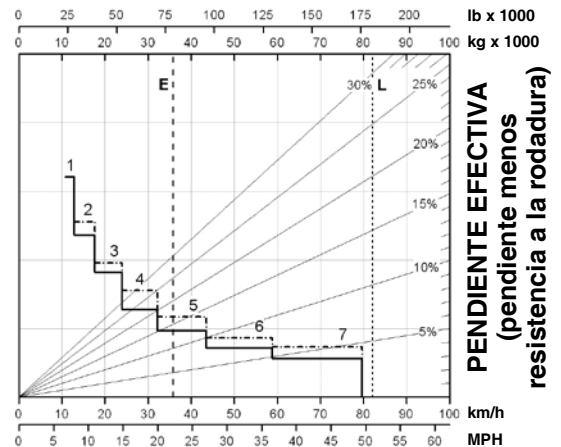 0 25 50 75 100 125 150 175 200 lb x 1000
0 10 20 30 40 50 60 70 80 90 100 kg x 1000
E
30%
L
25%
20%
15%
10%
5%
1
2
3
4
5
6
7
PENDIENTE EFECTIVA
(pendiente menos
resistencia a la rodadura)
0 10 20 30 40 50 60 70 80 90 100 km/h
0 5 10 15 20 25 30 35 40 45 50 55 60 MPH